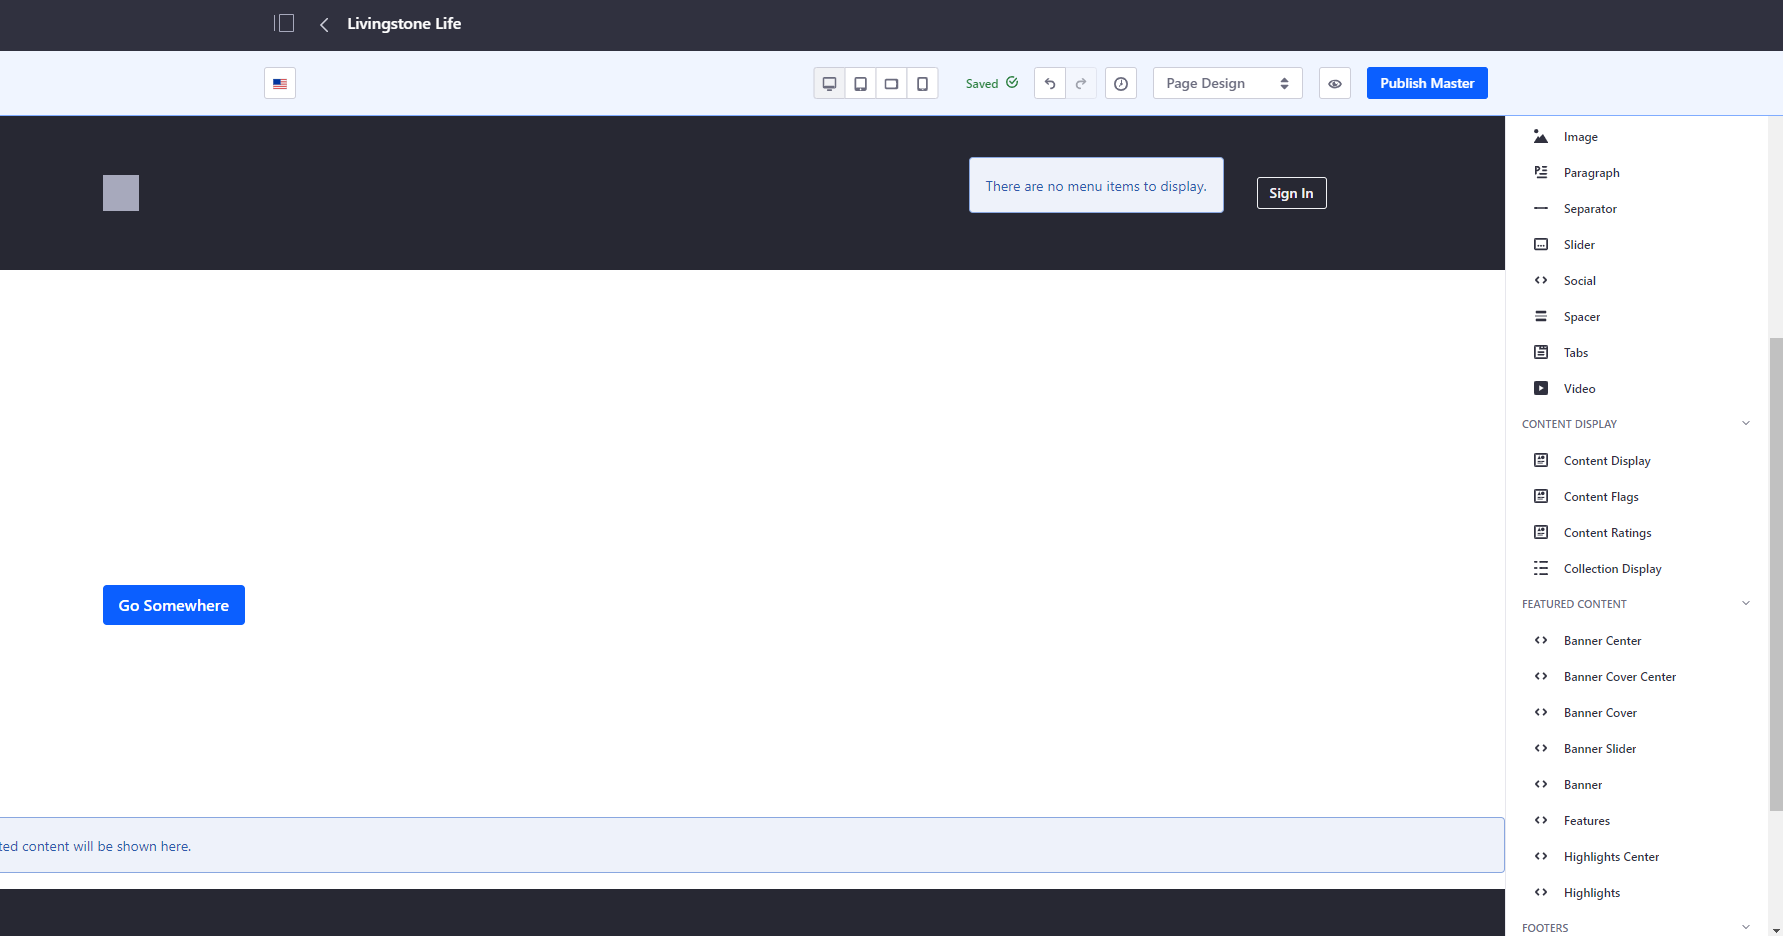 Livingstone Life
Saved
Page Design
Publish Master
There are no menu items to display.
Sign In
Go Somewhere
content will be shown here.
Image
Paragraph
Separator
Slider
Social
Spacer
Tabs
Video
CONTENT DISPLAY
Content Display
Content Flags
Content Ratings
Collection Display
FEATURED CONTENT
Banner Center
Banner Cover Center
Banner Cover
Banner Slider
Banner
Features
Highlights Center
Highlights
FOOTERS